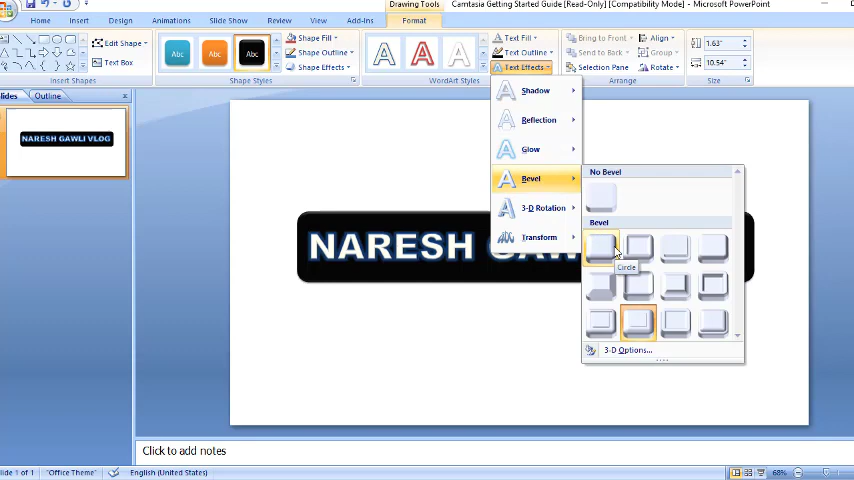 Drawing Tools
Camtasia Getting Started Guide [Read-Only] [Compatibility Mode] - Microsoft PowerPoint
Home Insert Design Animations Slide Show Review View Add-Ins Format
Edit Shape
Text Box
Insert Shapes
Abc Abc Abc
Shape Fill
Shape Outline
Shape Effects
Shape Styles
A A A
Text Fill
Text Outline
Text Effects
WordArt Styles
Bring to Front
Send to Back
Selection Pane
Align
Rotate
Arrange
1.63"
10.54"
Size
Slides Outline
NARESH GAWLI VLOG
Shadow
Reflection
Glow
Bevel
3-D Rotation
Transform
No Bevel
Bevel
Circle
3-D Options...
NARESH GAW
Click to add notes
Slide 1 of 1 "Office Theme" English (United States) 68%